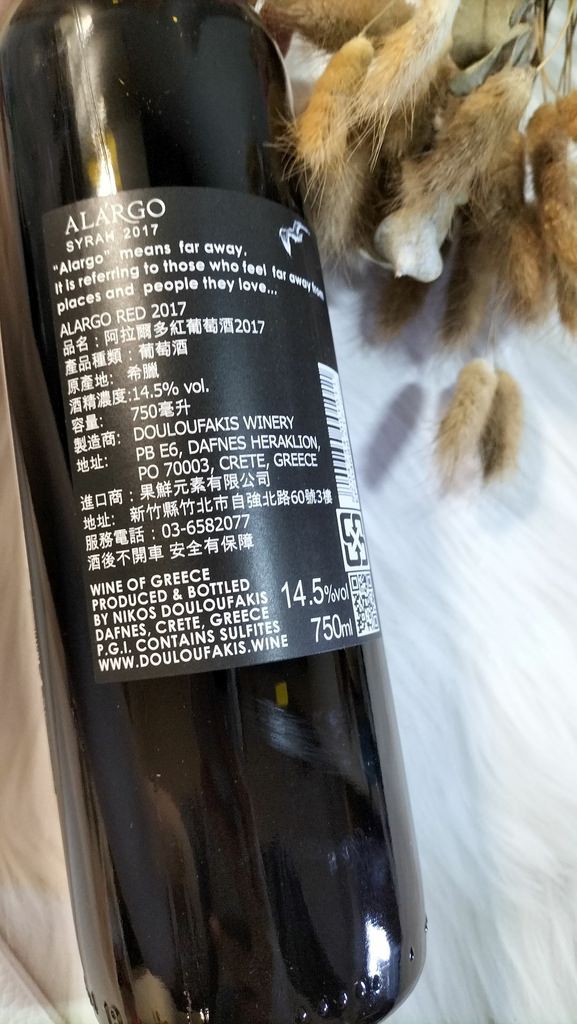 ALARGO
SYRAH 2017
"Alargo" means far away.
It is referring to those who feel far away from
places and people they love...
ALARGO RED 2017
品名：阿拉爾多紅葡萄酒2017
產品種類：葡萄酒
原產地: 希臘
酒精濃度:14.5% vol.
容量: 750毫升
製造商: DOULOUFAKIS WINERY
地址: PB E6, DAFNES HERAKLION,
PO 70003, CRETE, GREECE
進口商：果鮮元素有限公司
地址: 新竹縣竹北市自強北路60號3樓
服務電話：03-6582077
酒後不開車 安全有保障
WINE OF GREECE
PRODUCED & BOTTLED
BY NIKOS DOULOUFAKIS
DAFNES, CRETE, GREECE
P.G.I. CONTAINS SULFITES
WWW.DOULOUFAKIS.WINE
14.5%vol
750ml